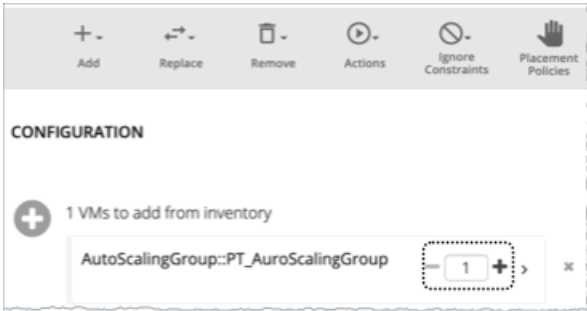 Add
Replace
Remove
Actions
Ignore
Constraints
Placement
Policies
CONFIGURATION
1 VMs to add from inventory
AutoScalingGroup::PT_AuroScalingGroup
1